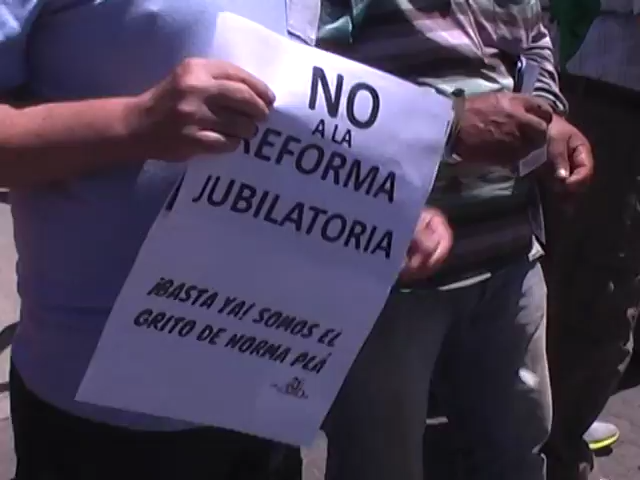 NO
A LA
REFORMA
JUBILATORIA
¡BASTA YA! SOMOS EL
GRITO DE NORMA PLÁ